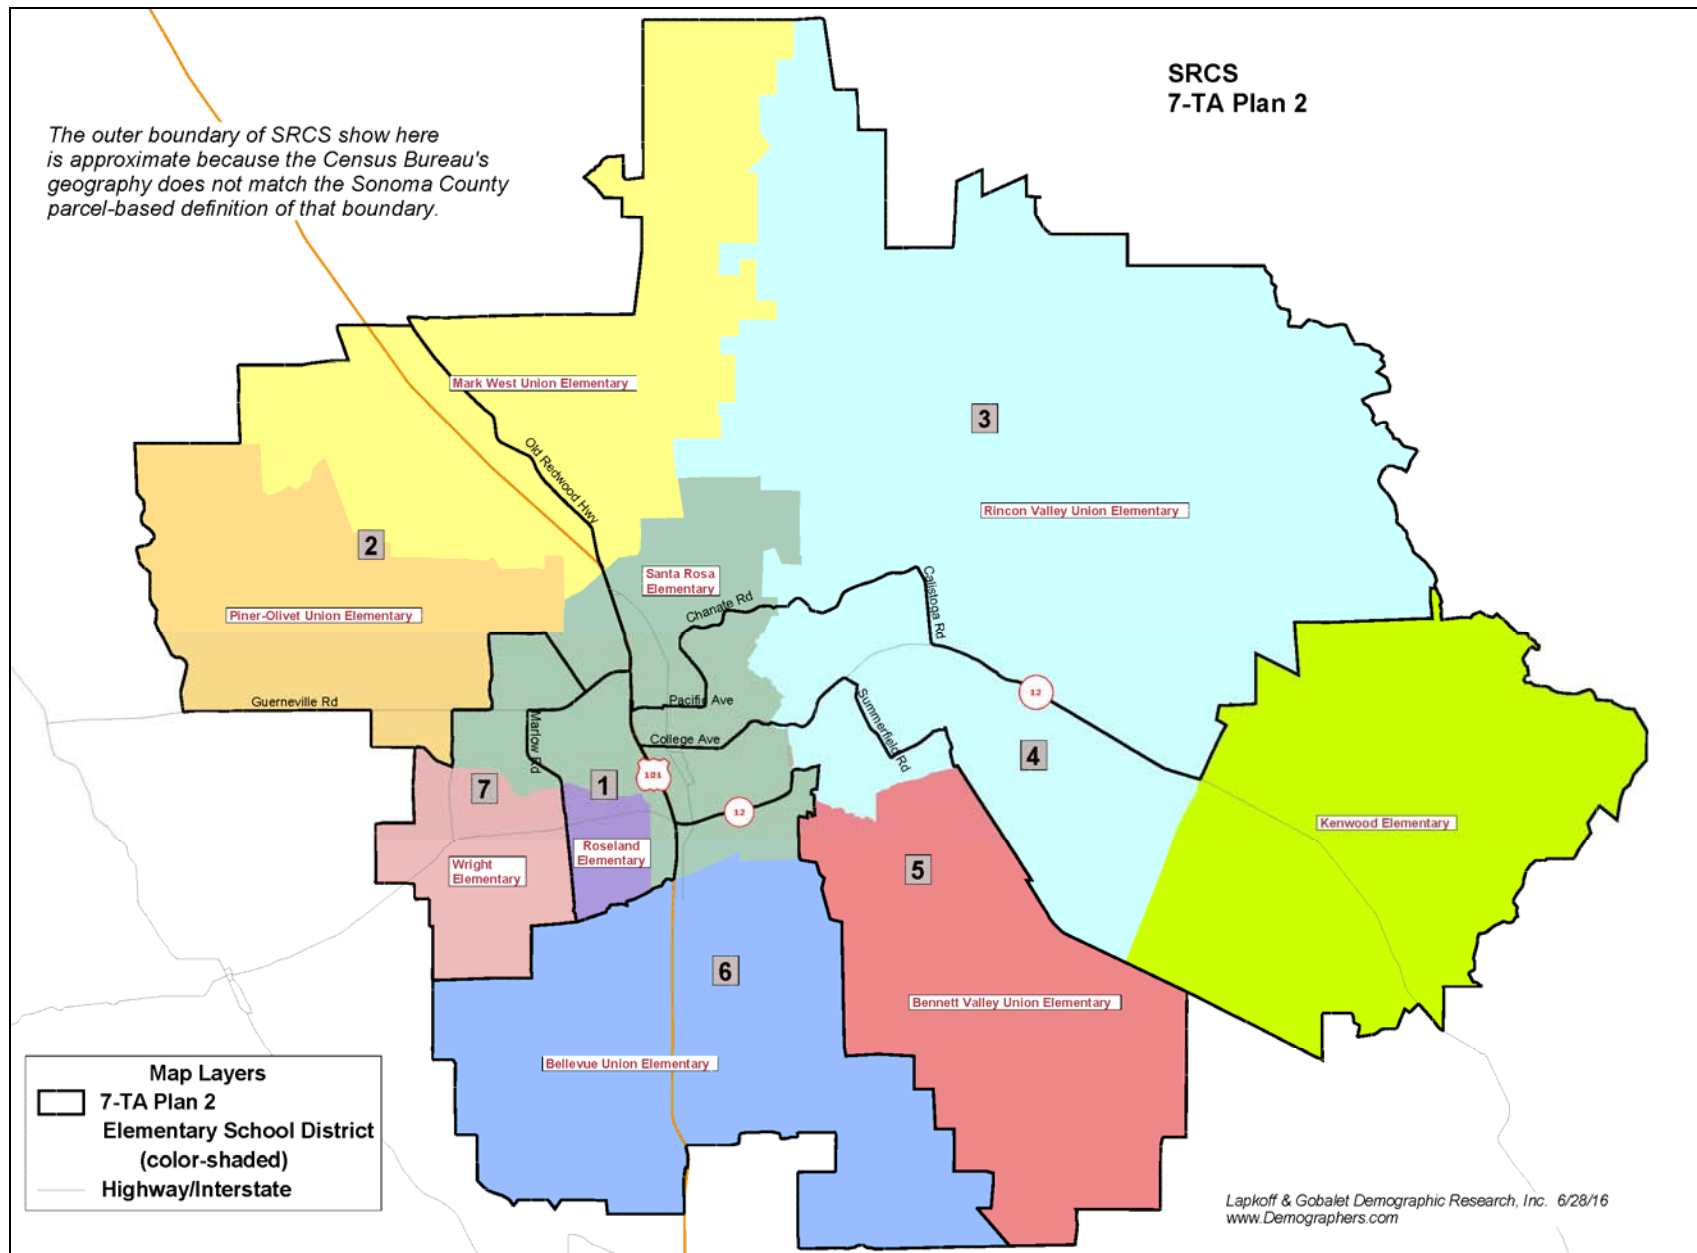 SRCS
7-TA Plan 2
The outer boundary of SRCS show here
is approximate because the Census Bureau's
geography does not match the Sonoma County
parcel-based definition of that boundary.
Mark West Union Elementary
3
Old Redwood Hwy
Rincon Valley Union Elementary
2
Santa Rosa
Elementary
Calistoga Rd
Chanate Rd
Piner-Olivet Union Elementary
12
Guerneville Rd
Pacific Ave
Summerfield Rd
Marlow Rd
College Ave
4
101
7
1
12
Kenwood Elementary
Roseland
Elementary
Wright
Elementary
5
6
Bennett Valley Union Elementary
Bellevue Union Elementary
Map Layers
7-TA Plan 2
Elementary School District
(color-shaded)
Highway/Interstate
Lapkoff & Gobalet Demographic Research, Inc. 6/28/16
www.Demographers.com